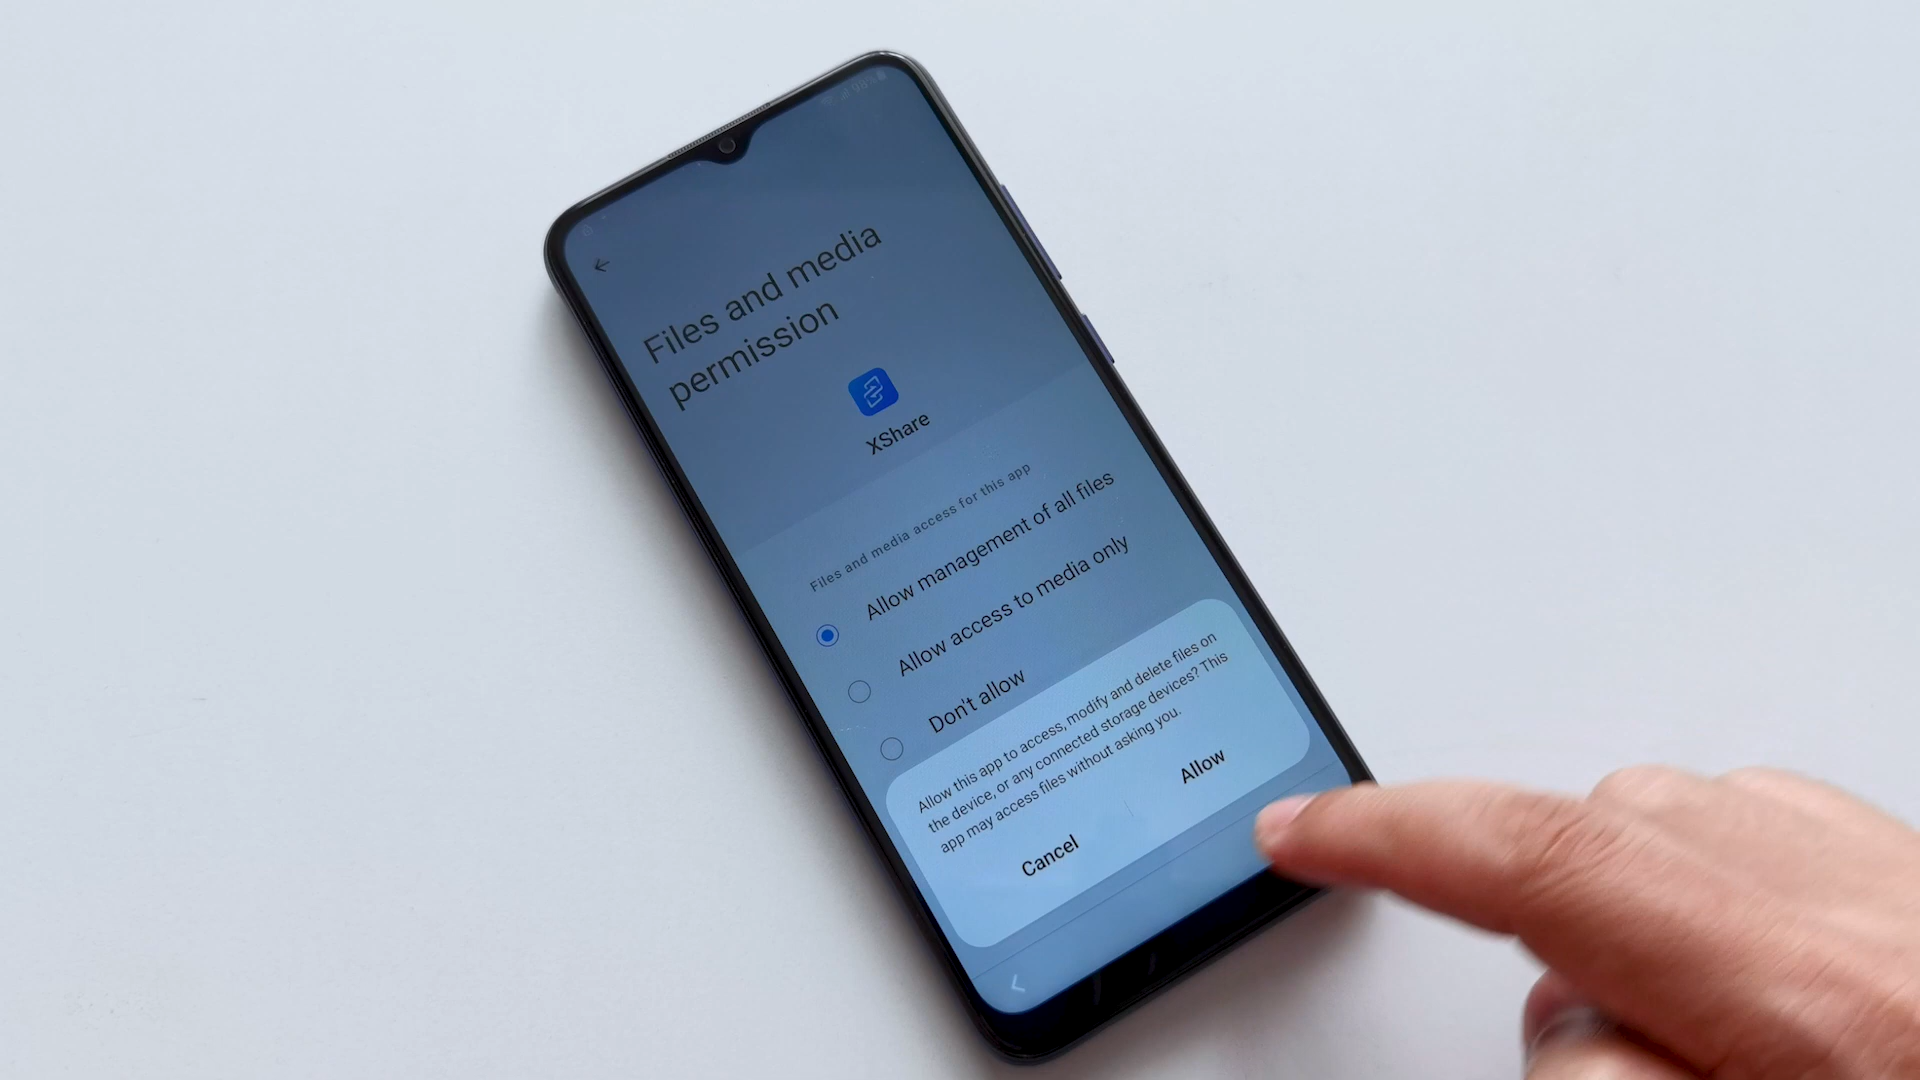 98%
Files and media
permission
XShare
Files and media access for this app
Allow management of all files
Allow access to media only
Don't allow
Allow this app to access, modify and delete files on
the device, or any connected storage devices? This
app may access files without asking you.
Cancel
Allow